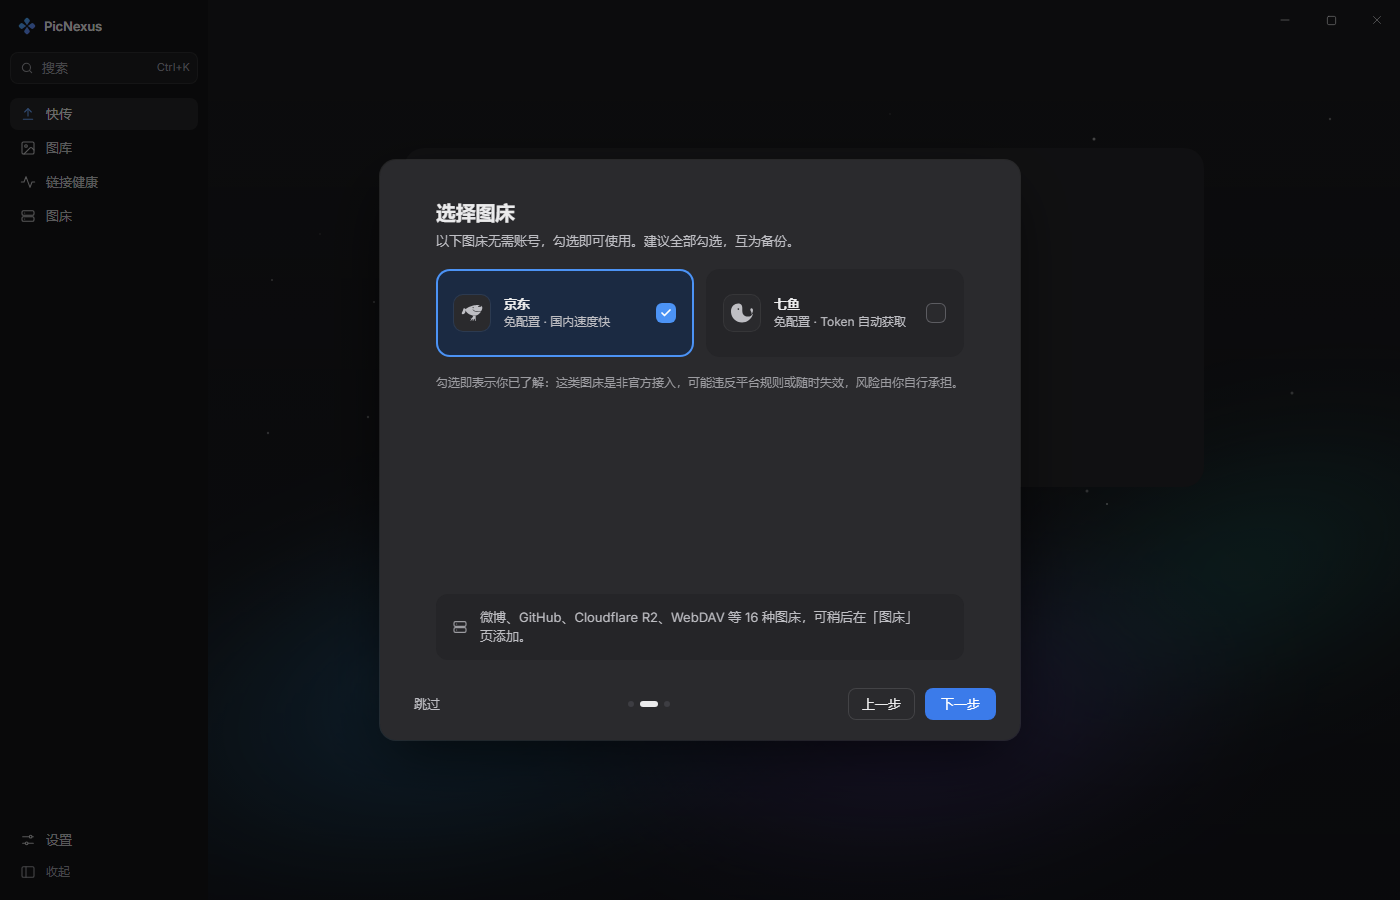 PicNexus
搜索 Ctrl+K
快传
图库
链接健康
图床
选择图床
以下图床无需账号，勾选即可使用。建议全部勾选，互为备份。
京东
免配置 · 国内速度快
七鱼
免配置 · Token 自动获取
勾选即表示你已了解：这类图床是非官方接入，可能违反平台规则或随时失效，风险由你自行承担。
微博、GitHub、Cloudflare R2、WebDAV 等 16 种图床，可稍后在「图床」
页添加。
跳过
上一步
下一步
设置
收起